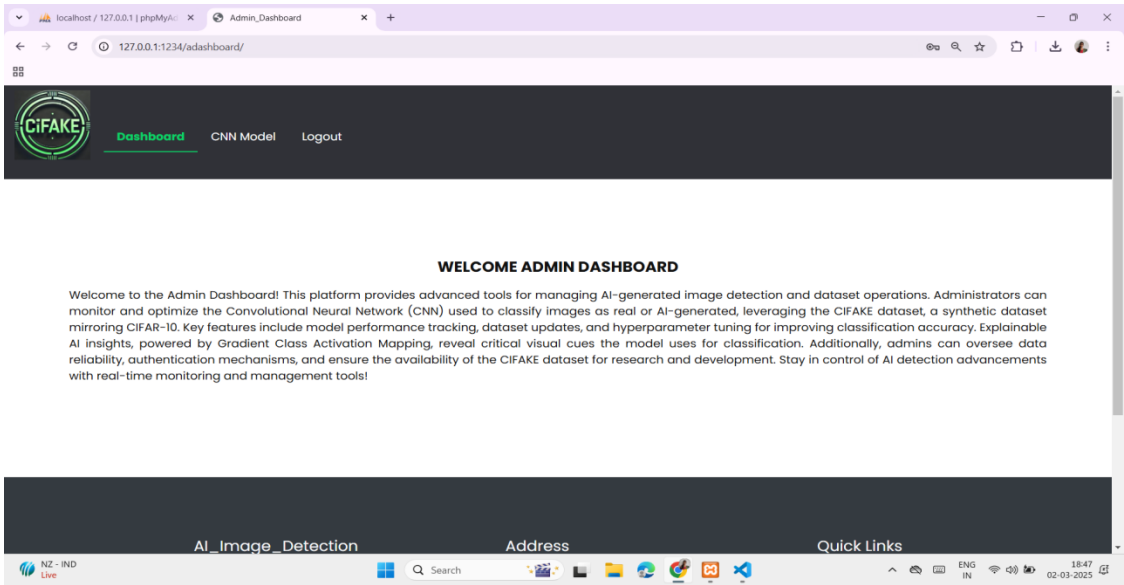 localhost / 127.0.0.1 | phpMyAd
Admin_Dashboard
127.0.0.1:1234/adashboard/
CiFAKE
Dashboard
CNN Model
Logout
WELCOME ADMIN DASHBOARD
Welcome to the Admin Dashboard! This platform provides advanced tools for managing AI-generated image detection and dataset operations. Administrators can
monitor and optimize the Convolutional Neural Network (CNN) used to classify images as real or AI-generated, leveraging the CIFAKE dataset, a synthetic dataset
mirroring CIFAR-10. Key features include model performance tracking, dataset updates, and hyperparameter tuning for improving classification accuracy. Explainable
AI insights, powered by Gradient Class Activation Mapping, reveal critical visual cues the model uses for classification. Additionally, admins can oversee data
reliability, authentication mechanisms, and ensure the availability of the CIFAKE dataset for research and development. Stay in control of AI detection advancements
with real-time monitoring and management tools!
AI_Image_Detection
Address
Quick Links
NZ - IND
Live
Search
ENG
IN
18:47
02-03-2025